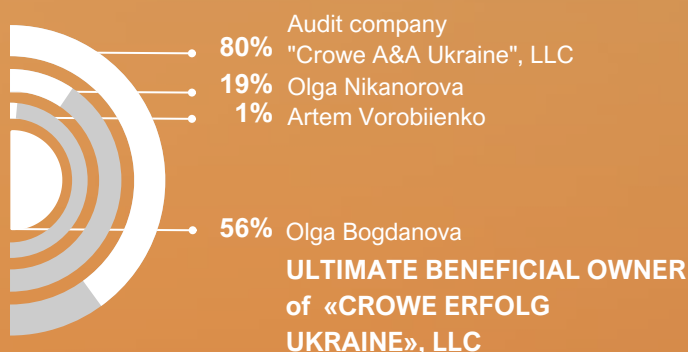 Audit company
80% "Crowe A&A Ukraine", LLC
19% Olga Nikanorova
1% Artem Vorobiienko
56% Olga Bogdanova
ULTIMATE BENEFICIAL OWNER
of «CROWE ERFOLG
UKRAINE», LLC